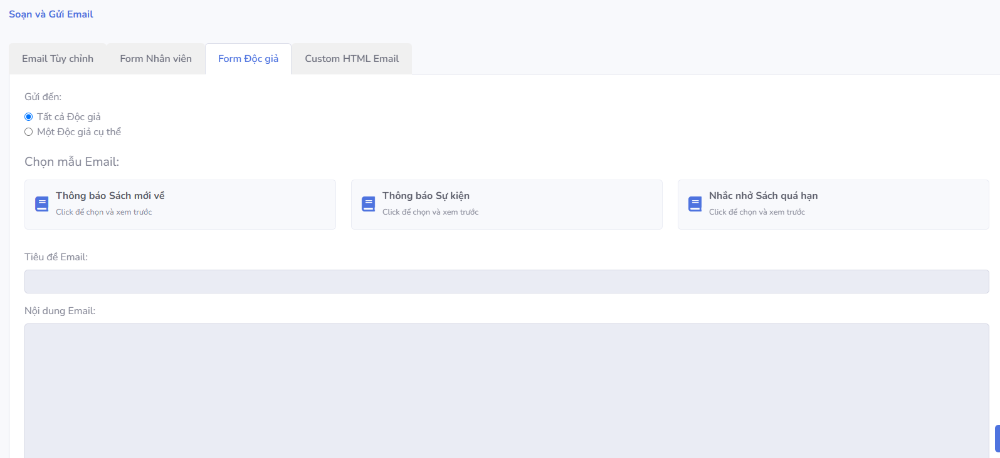 Soạn và Gửi Email
Email Tùy chỉnh
Form Nhân viên
Form Độc giả
Custom HTML Email
Gửi đến:
Tất cả Độc giả
Một Độc giả cụ thể
Chọn mẫu Email:
Thông báo Sách mới về
Click để chọn và xem trước
Thông báo Sự kiện
Click để chọn và xem trước
Nhắc nhở Sách quá hạn
Click để chọn và xem trước
Tiêu đề Email:
Nội dung Email: